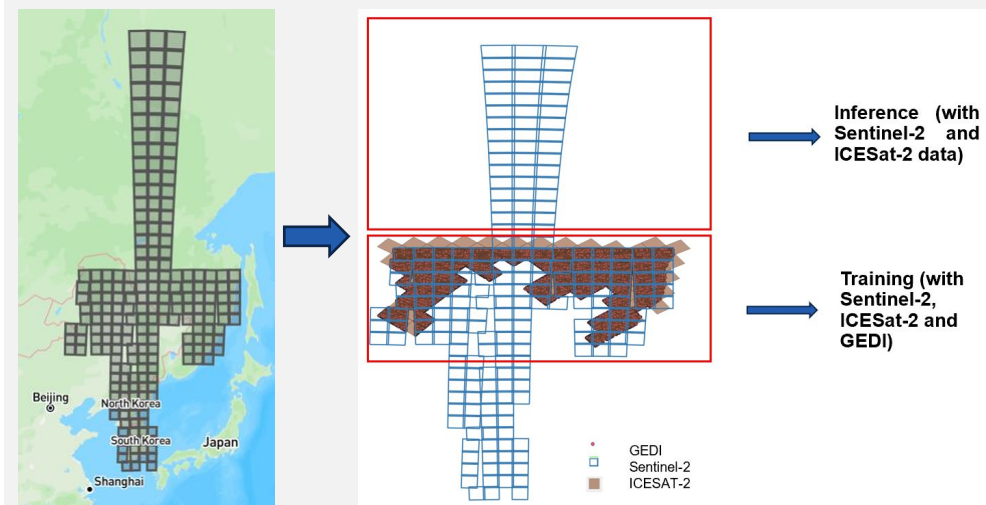 Beijing
North Korea
South Korea
Japan
Shanghai
Inference (with
Sentinel-2 and
ICESat-2 data)
Training (with
Sentinel-2,
ICESat-2 and
GEDI)
GEDI
Sentinel-2
ICESAT-2